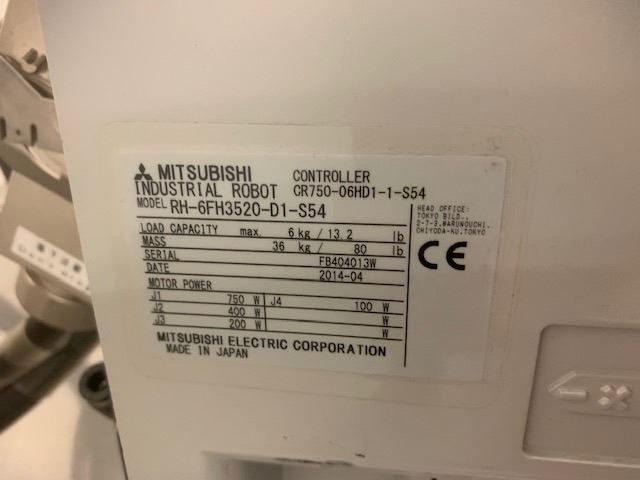 MITSUBISHI CONTROLLER
INDUSTRIAL ROBOT CR750-06HD1-1-S54
MODEL RH-6FH3520-D1-S54
LOAD CAPACITY max. 6 kg / 13.2 lb
MASS 36 kg / 80 lb
SERIAL FB404013W
DATE 2014-04
MOTOR POWER
J1 750 W J4 100 W
J2 400 W W
J3 200 W W
MITSUBISHI ELECTRIC CORPORATION
MADE IN JAPAN
HEAD OFFICE:
TOKYO BILD.,
2-7-3, MARUNOUCHI,
CHIYODA-KU, TOKYO
CE